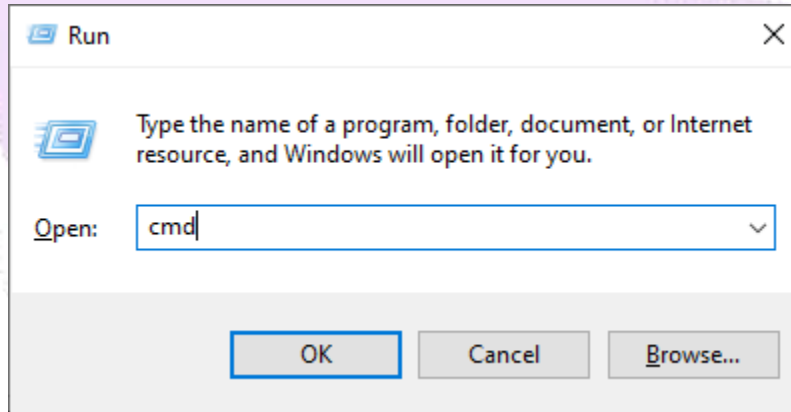 Run
Type the name of a program, folder, document, or Internet
resource, and Windows will open it for you.
Open: cmd
OK Cancel Browse...